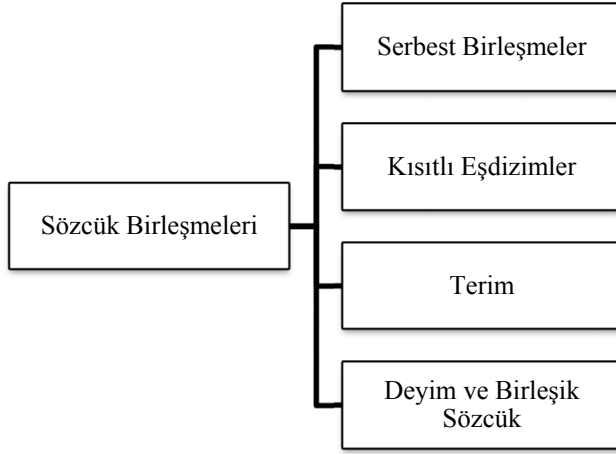 Serbest Birleşmeler
Kısıtlı Eşdizimler
Sözcük Birleşmeleri
Terim
Deyim ve Birleşik
Sözcük